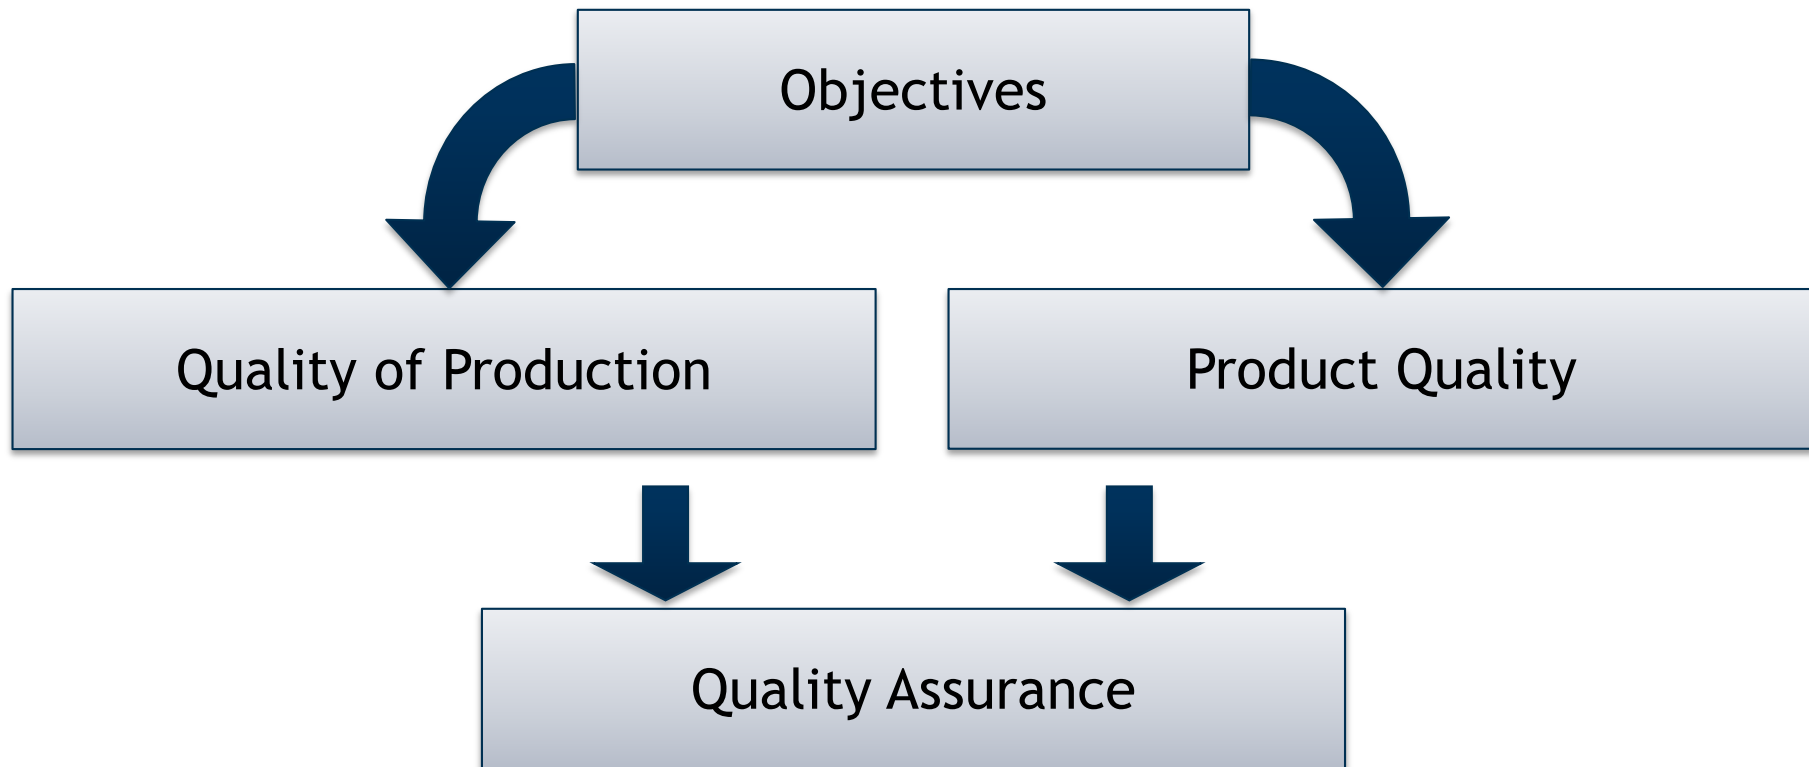 Objectives
Quality of Production
Product Quality
Quality Assurance